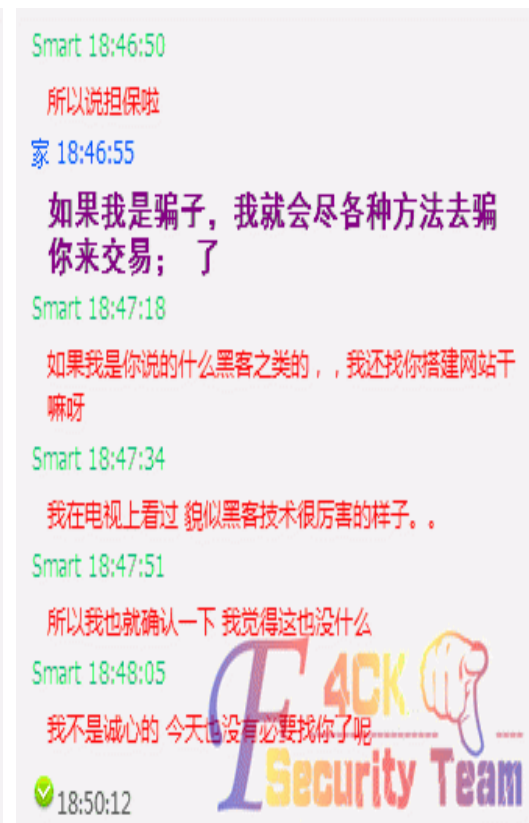 Smart 18:46:50
所以说担保啦
家 18:46:55
如果我是骗子，我就会尽各种方法去骗
你来交易； 了
Smart 18:47:18
如果我是你说的什么黑客之类的，，我还找你搭建网站干
嘛呀
Smart 18:47:34
我在电视上看过 貌似黑客技术很厉害的样子。。
Smart 18:47:51
所以我也就确认一下 我觉得这也没什么
Smart 18:48:05
我不是诚心的 今天也没有必要找你了呢
18:50:12
F4CK
Security Team